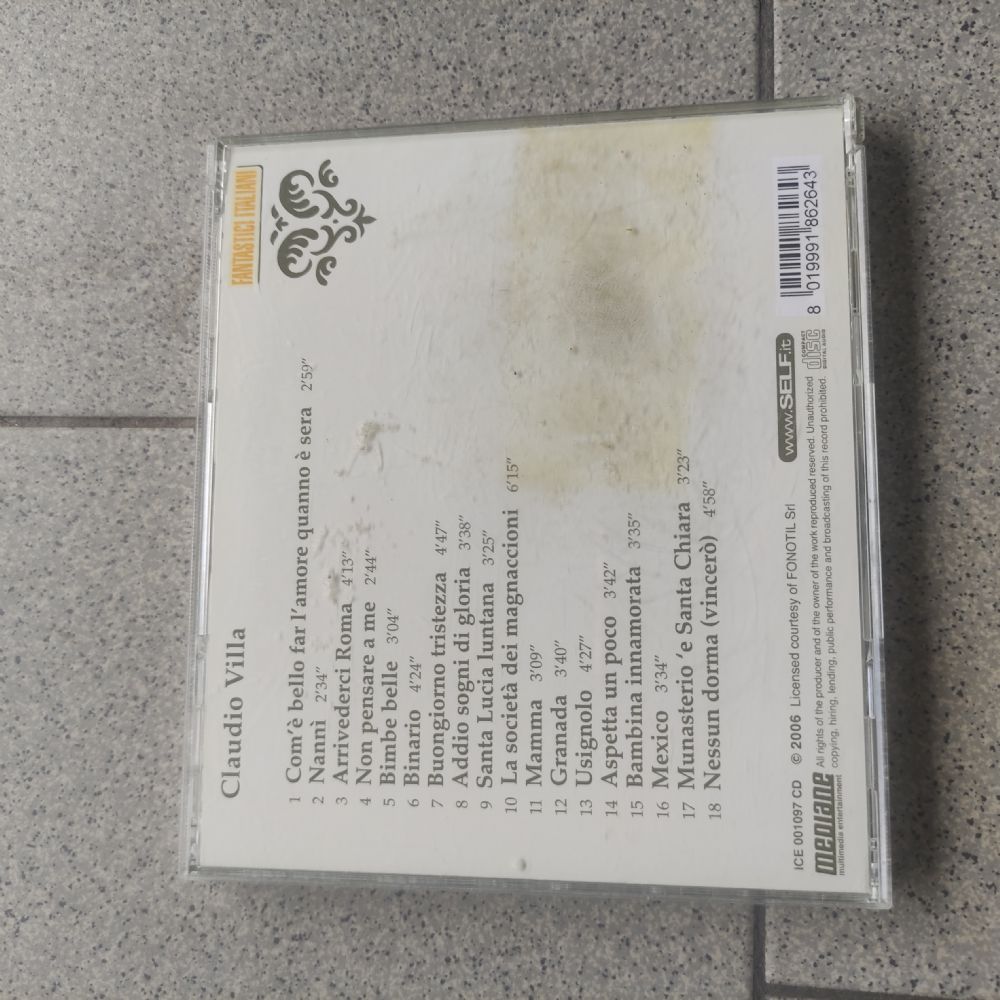 Claudio Villa
FANTASTICI ITALIANI
1 Com'è bello far l'amore quanno è sera 2'59"
2 Nannì 2'34"
3 Arrivederci Roma 4'13"
4 Non pensare a me 2'44"
5 Bimbe belle 3'04"
6 Binario 4'24"
7 Buongiorno tristezza 4'47"
8 Addio sogni di gloria 3'38"
9 Santa Lucia luntana 3'25"
10 La società dei magnaccioni 6'15"
11 Mamma 3'09"
12 Granada 3'40"
13 Usignolo 4'27"
14 Aspetta un poco 3'42"
15 Bambina innamorata 3'35"
16 Mexico 3'34"
17 Munasterio 'e Santa Chiara 3'23"
18 Nessun dorma (vincerò) 4'58"
www.SELF.it
ICE 001097 CD © 2006 Licensed courtesy of FONOTIL Srl
MEDIANE
multimedia entertainment
All rights of the producer and of the owner of the work reproduced reserved. Unauthorized
copying, hiring, lending, public performance and broadcasting of this record prohibited.
COMPACT
disc
DIGITAL AUDIO
8 019991 862643